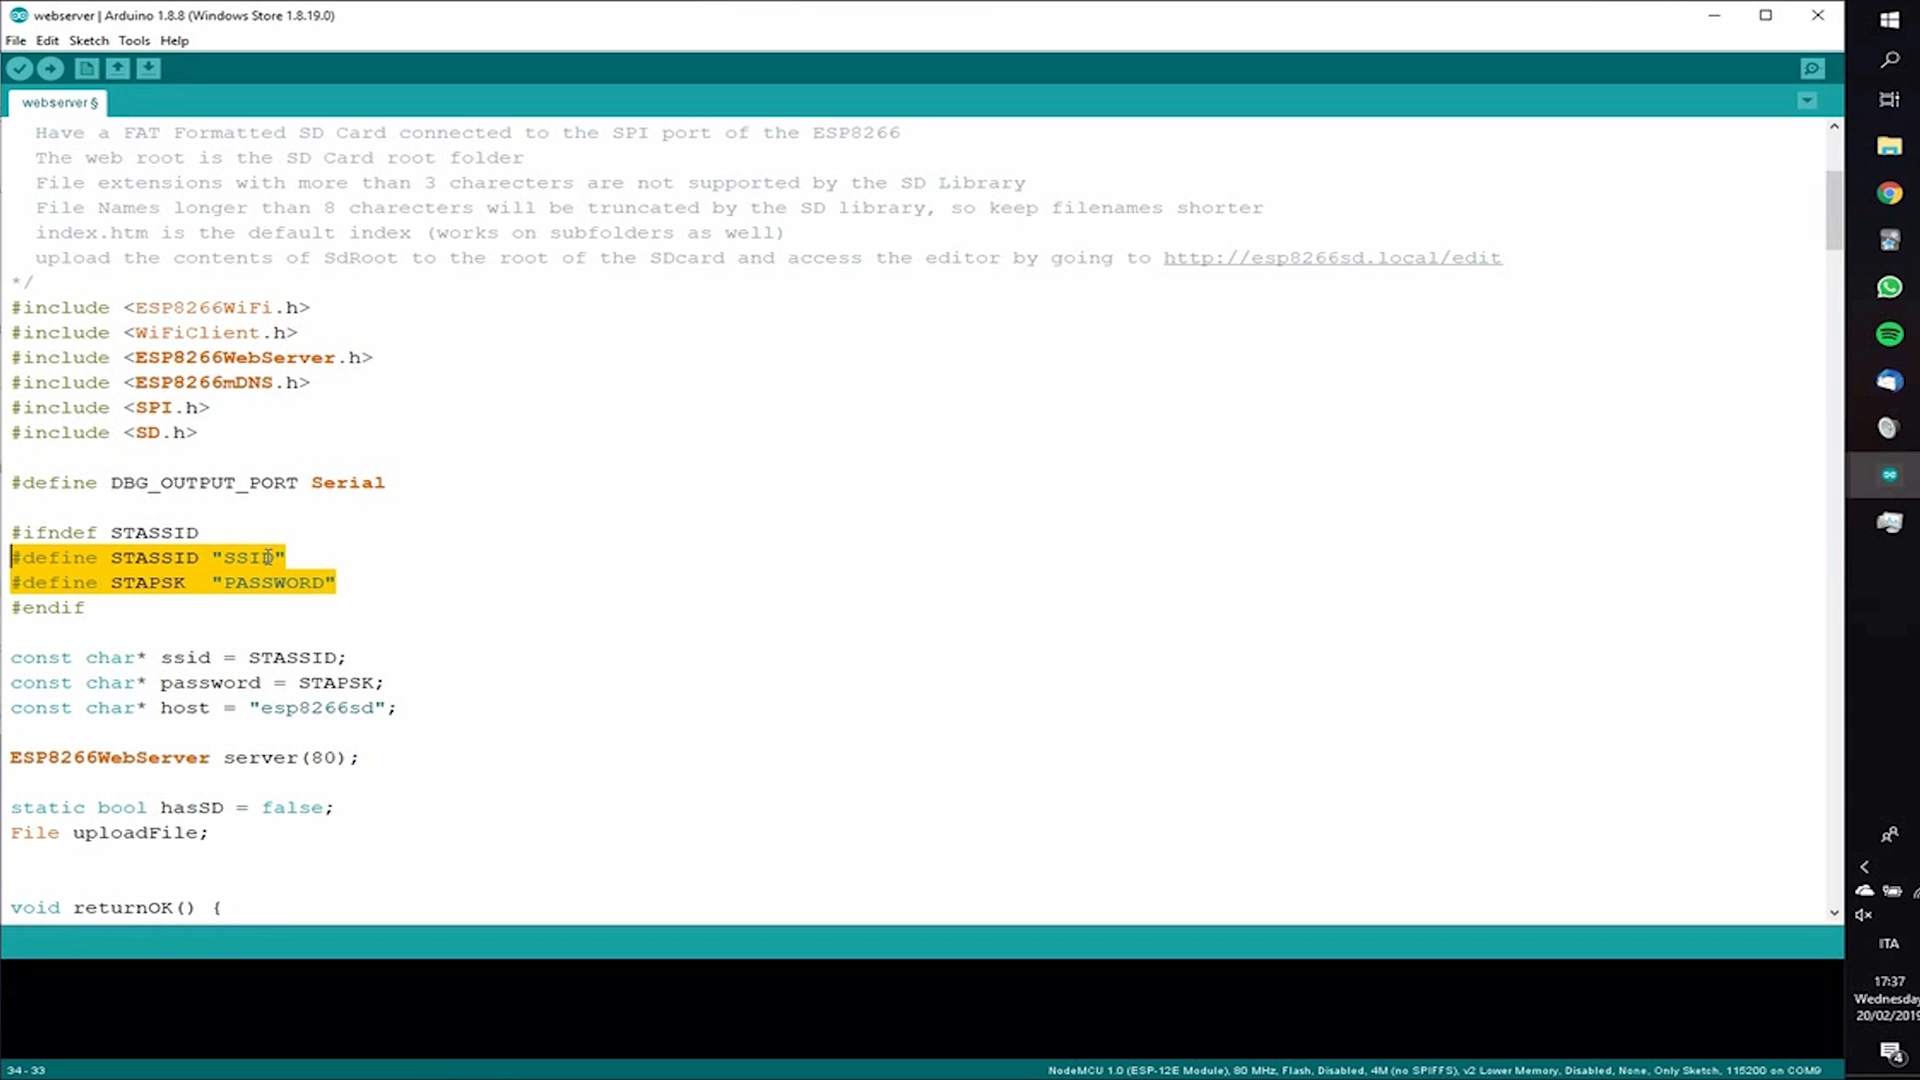 webserver | Arduino 1.8.8 (Windows Store 1.8.19.0)
File Edit Sketch Tools Help
webserver §
Have a FAT Formatted SD Card connected to the SPI port of the ESP8266
The web root is the SD Card root folder
File extensions with more than 3 charecters are not supported by the SD Library
File Names longer than 8 charecters will be truncated by the SD library, so keep filenames shorter
index.htm is the default index (works on subfolders as well)
upload the contents of SdRoot to the root of the SDcard and access the editor by going to http://esp8266sd.local/edit
*/
#include <ESP8266WiFi.h>
#include <WiFiClient.h>
#include <ESP8266WebServer.h>
#include <ESP8266mDNS.h>
#include <SPI.h>
#include <SD.h>
#define DBG_OUTPUT_PORT Serial
#ifndef STASSID
#define STASSID "SSID"
#define STAPSK "PASSWORD"
#endif
const char* ssid = STASSID;
const char* password = STAPSK;
const char* host = "esp8266sd";
ESP8266WebServer server(80);
static bool hasSD = false;
File uploadFile;
void returnOK() {
34 - 33
NodeMCU 1.0 (ESP-12E Module), 80 MHz, Flash, Disabled, 4M (no SPIFFS), v2 Lower Memory, Disabled, None, Only Sketch, 115200 on COM9
ITA
17:37
Wednesday
20/02/2019
4